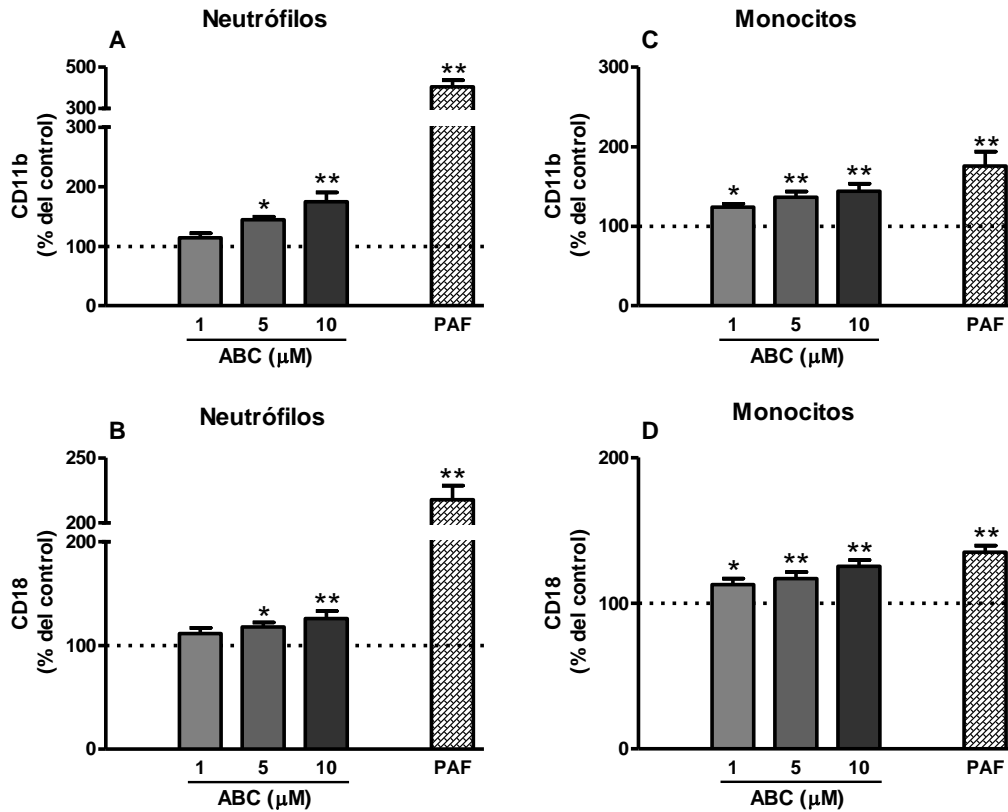 Neutrófilos
A
CD11b
(% del control)
500
300
300
200
100
0
*
**
**
1 5 10 PAF
ABC (μM)
Monocitos
C
CD11b
(% del control)
300
200
100
0
*
**
**
**
1 5 10 PAF
ABC (μM)
Neutrófilos
B
CD18
(% del control)
250
200
200
100
0
*
**
**
1 5 10 PAF
ABC (μM)
Monocitos
D
CD18
(% del control)
200
100
0
*
**
**
**
1 5 10 PAF
ABC (μM)